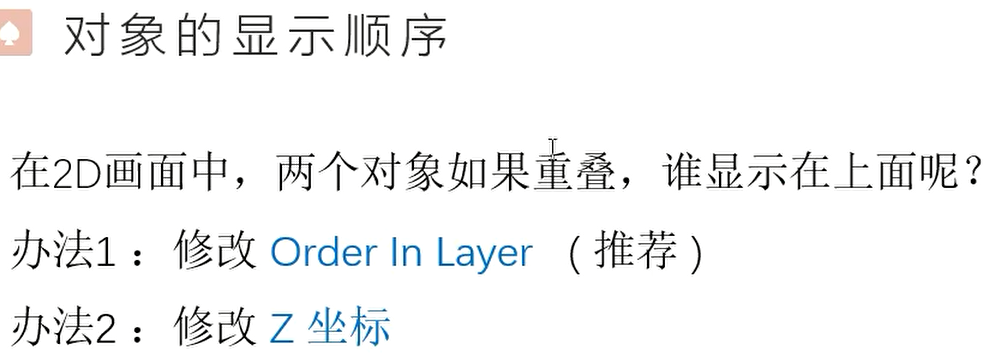 对象的显示顺序
在2D画面中，两个对象如果重叠，谁显示在上面呢？
办法1：修改 Order In Layer （推荐）
办法2：修改 Z 坐标